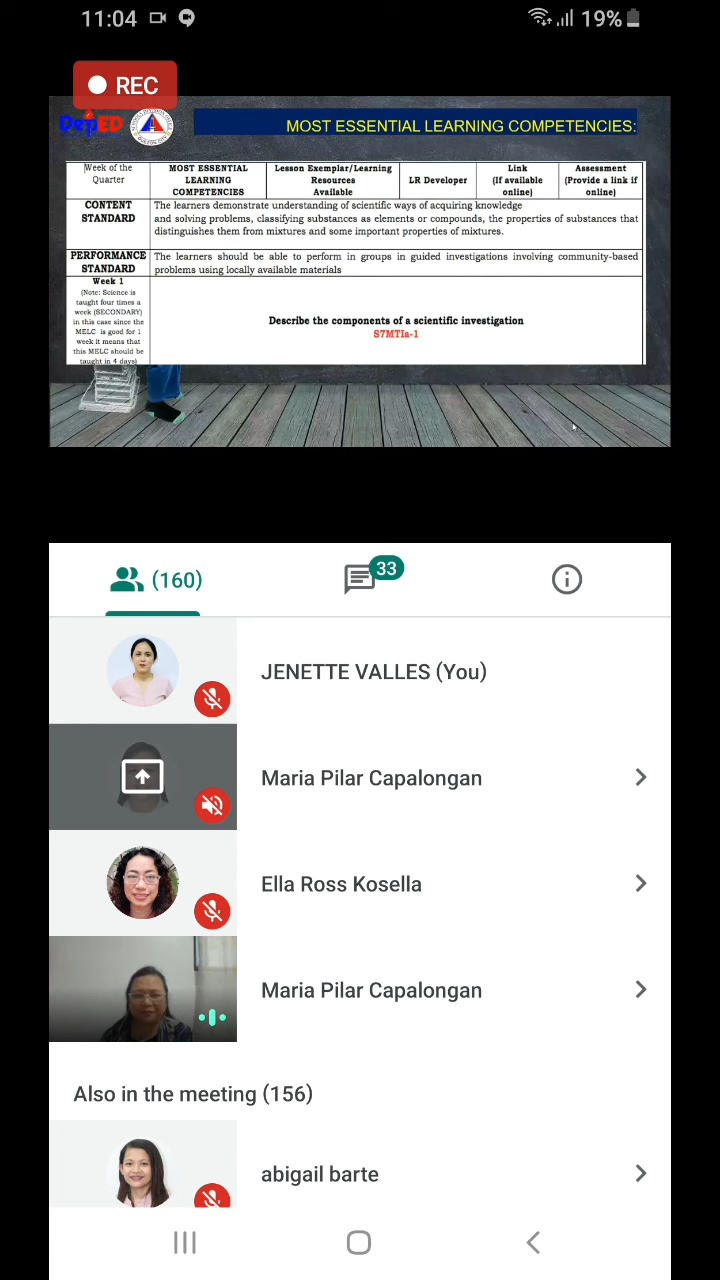 11:04
19%
REC
DepED
MOST ESSENTIAL LEARNING COMPETENCIES:
Week of the
Quarter
MOST ESSENTIAL
LEARNING
COMPETENCIES
Lesson Exemplar/Learning
Resources
Available
LR Developer
Link
(If available
online)
Assessment
(Provide a link if
online)
CONTENT
STANDARD
The learners demonstrate understanding of scientific ways of acquiring knowledge
and solving problems, classifying substances as elements or compounds, the properties of substances that
distinguishes them from mixtures and some important properties of mixtures.
PERFORMANCE
STANDARD
The learners should be able to perform in groups in guided investigations involving community-based
problems using locally available materials
Week 1
(Note: Science is
taught four times a
week (SECONDARY)
in this case since the
MELC is good for 1
week it means that
this MELC should be
taught in 4 days)
Describe the components of a scientific investigation
S7MTIa-1
(160)
33
JENETTE VALLES (You)
Maria Pilar Capalongan
Ella Ross Kosella
Maria Pilar Capalongan
Also in the meeting (156)
abigail barte